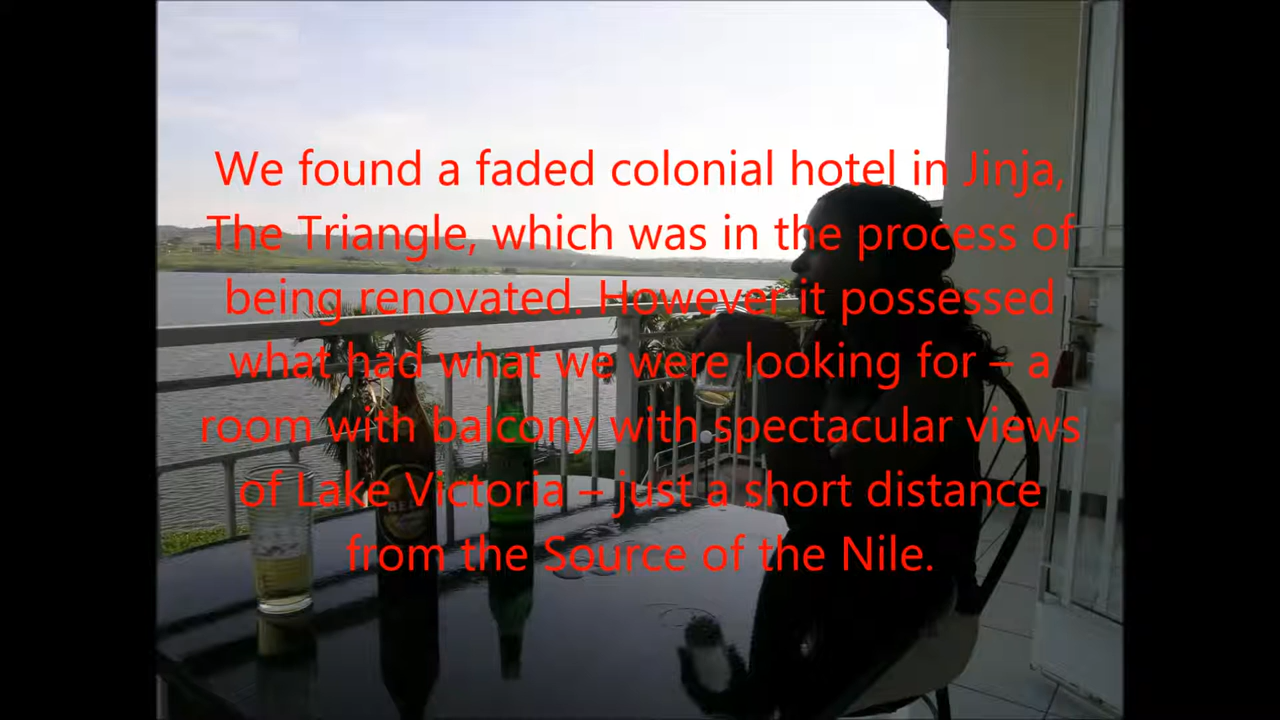 We found a faded colonial hotel in Jinja,
The Triangle, which was in the process of
being renovated. However it possessed
what had what we were looking for – a
room with balcony with spectacular views
of Lake Victoria – just a short distance
from the Source of the Nile.
BELL